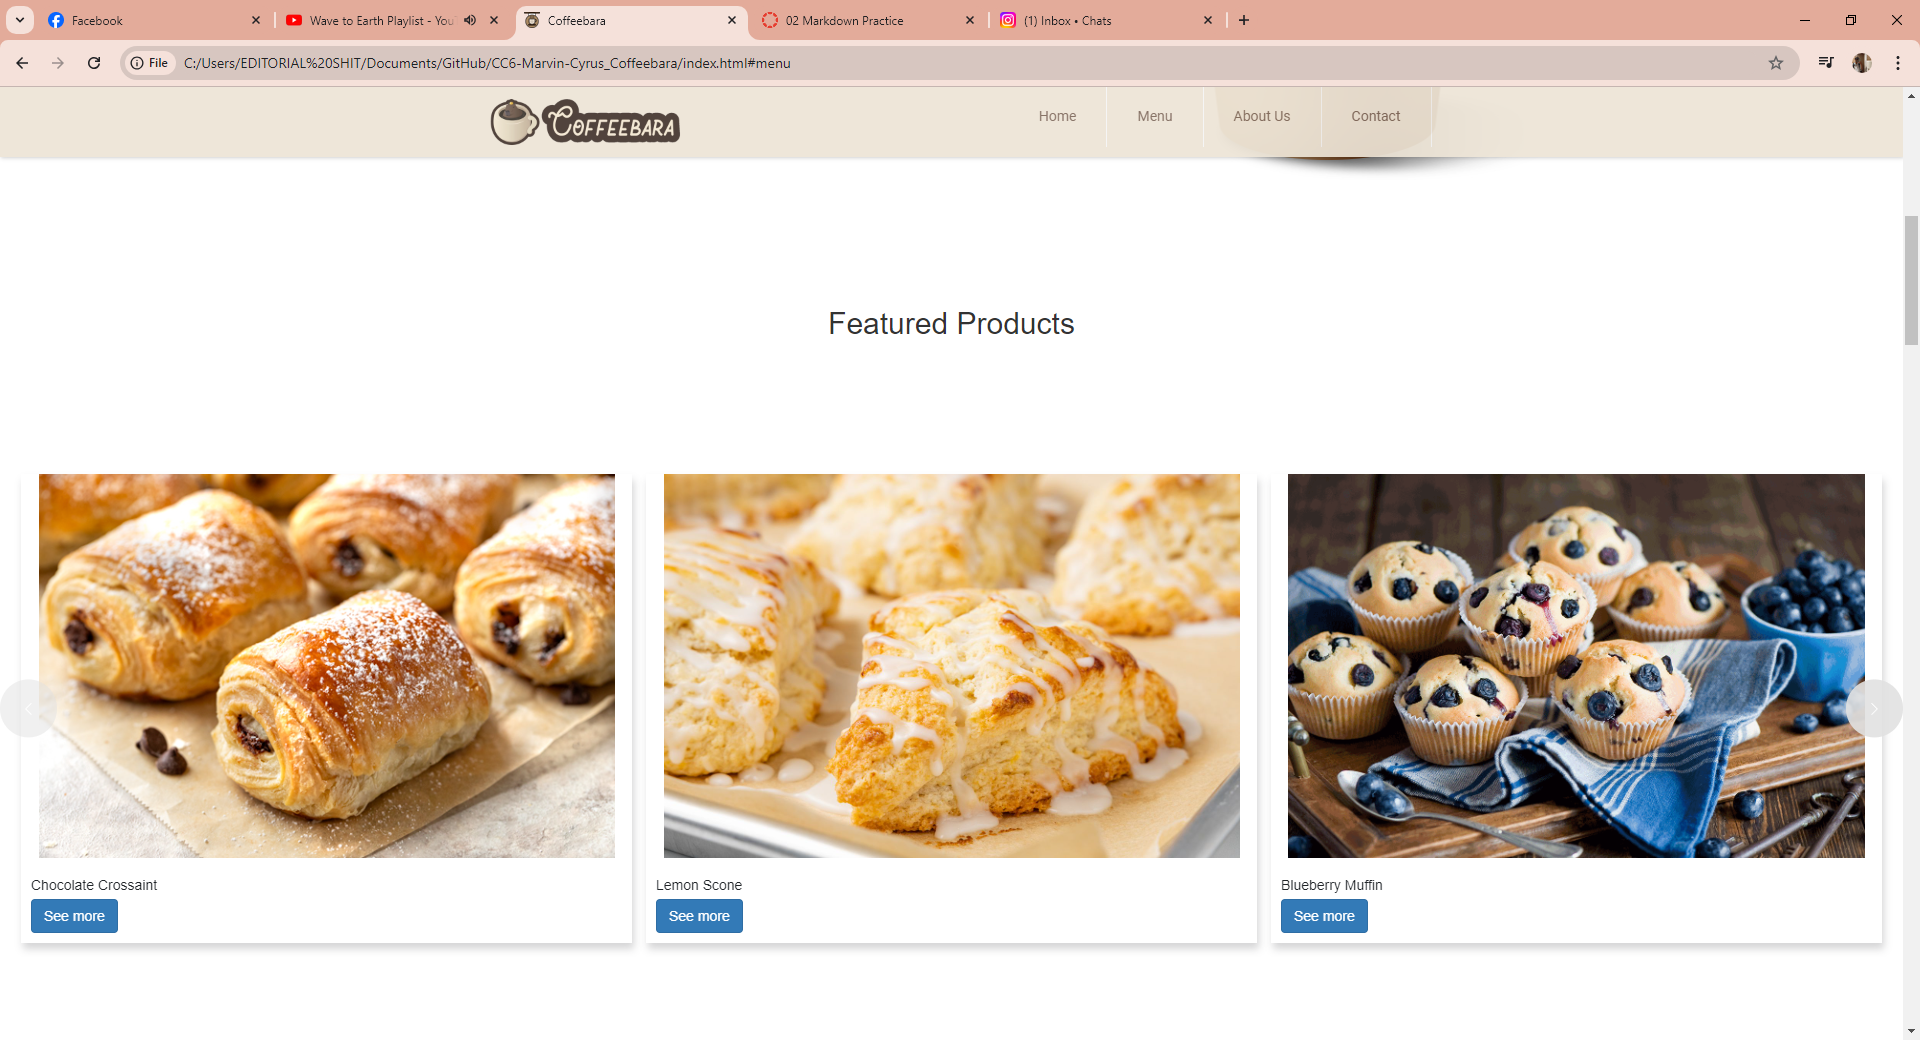 Facebook
Wave to Earth Playlist - You
Coffeebara
02 Markdown Practice
(1) Inbox • Chats
File
C:/Users/EDITORIAL%20SHIT/Documents/GitHub/CC6-Marvin-Cyrus_Coffeebara/index.html#menu
COFFEEBARA
Home
Menu
About Us
Contact
Featured Products
Chocolate Crossaint
Lemon Scone
Blueberry Muffin
See more
See more
See more